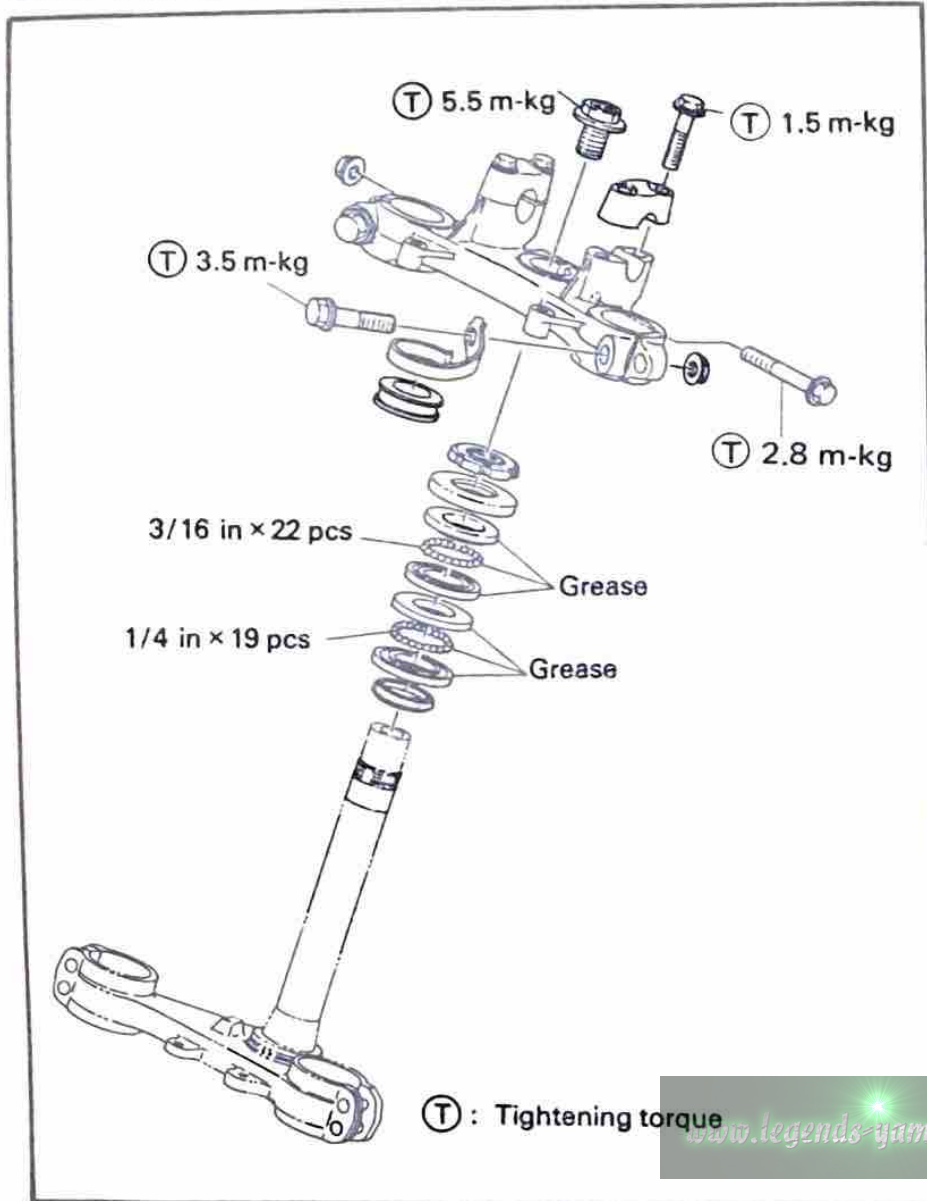 Ⓣ 5.5 m-kg
Ⓣ 1.5 m-kg
Ⓣ 3.5 m-kg
Ⓣ 2.8 m-kg
3/16 in × 22 pcs
Grease
1/4 in × 19 pcs
Grease
Ⓣ : Tightening torque
www.legends-yam